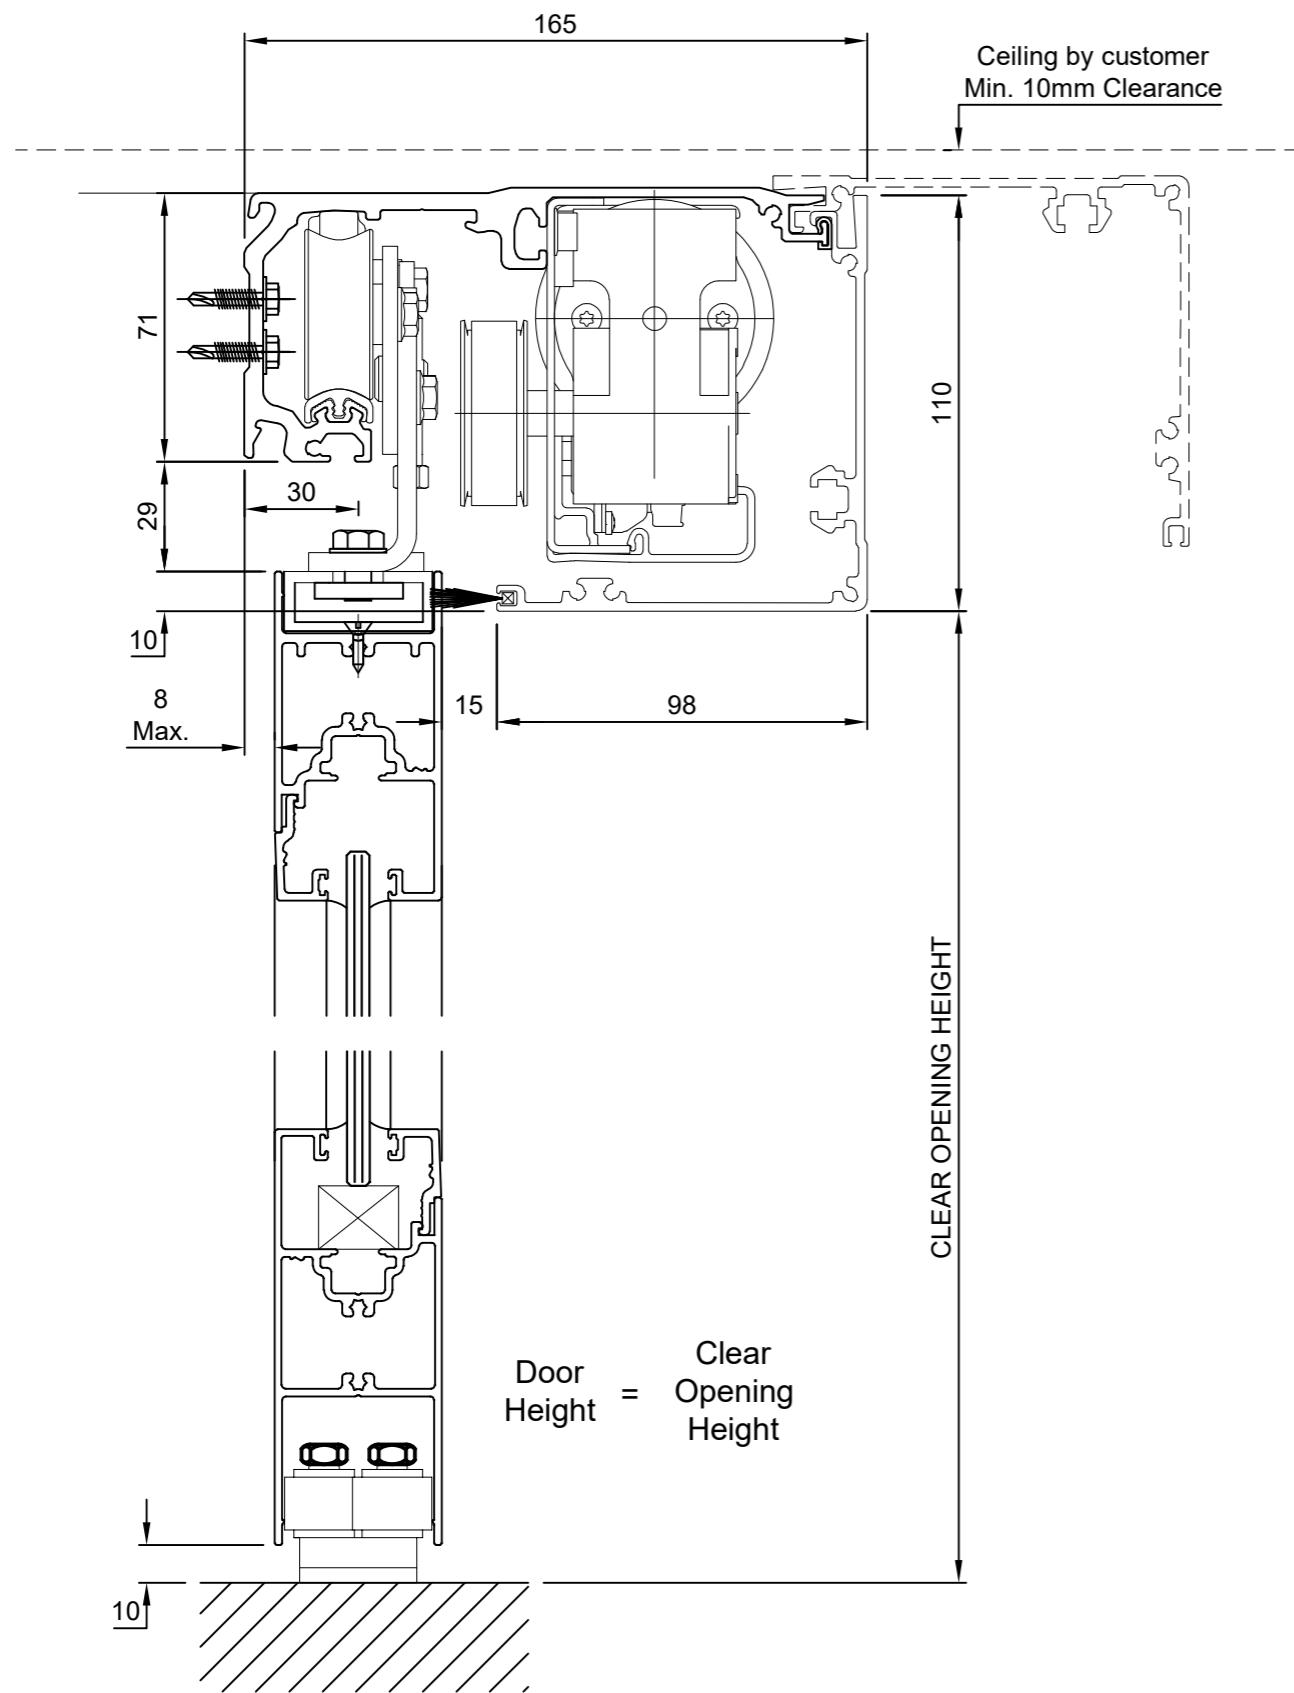 165
Ceiling by customer
Min. 10mm Clearance
71
110
30
29
10
8
Max.
15
98
CLEAR OPENING HEIGHT
Door
Height
=
Clear
Opening
Height
10